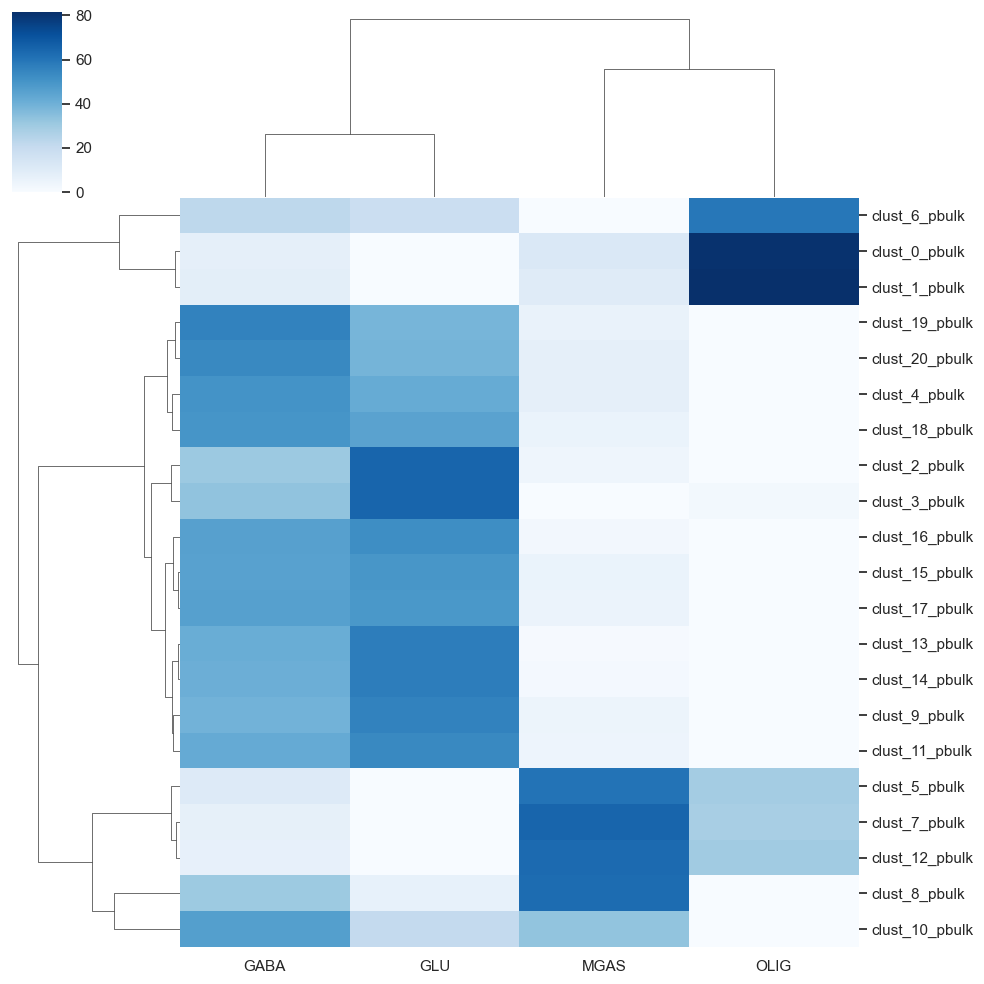 80
60
40
20
0
clust_6_pbulk
clust_0_pbulk
clust_1_pbulk
clust_19_pbulk
clust_20_pbulk
clust_4_pbulk
clust_18_pbulk
clust_2_pbulk
clust_3_pbulk
clust_16_pbulk
clust_15_pbulk
clust_17_pbulk
clust_13_pbulk
clust_14_pbulk
clust_9_pbulk
clust_11_pbulk
clust_5_pbulk
clust_7_pbulk
clust_12_pbulk
clust_8_pbulk
clust_10_pbulk
GABA GLU MGAS OLIG